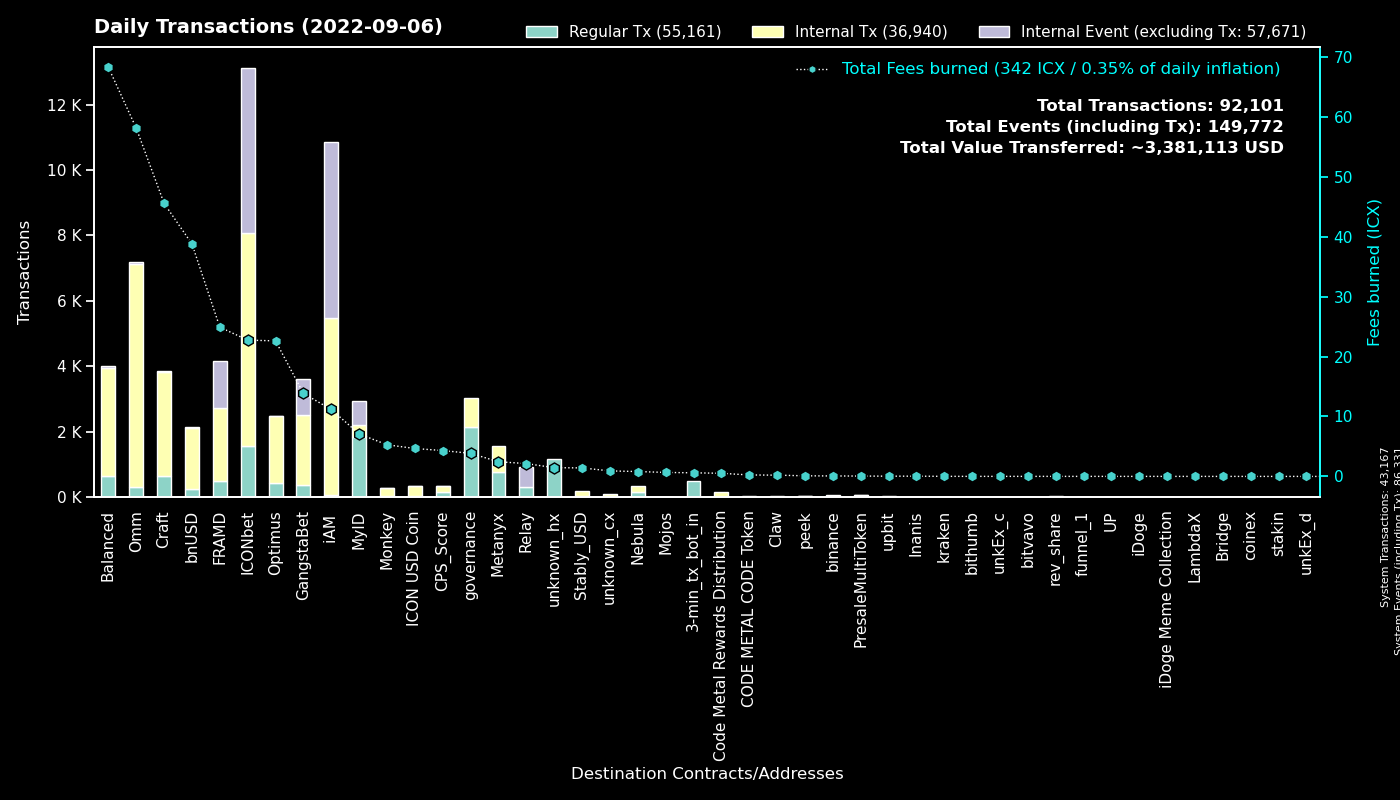 Daily Transactions (2022-09-06)
Regular Tx (55,161)
Internal Tx (36,940)
Internal Event (excluding Tx: 57,671)
Total Fees burned (342 ICX / 0.35% of daily inflation)
Total Transactions: 92,101
Total Events (including Tx): 149,772
Total Value Transferred: ~3,381,113 USD
Transactions
12 K
10 K
8 K
6 K
4 K
2 K
0 K
70
60
50
40
30
20
10
0
Fees burned (ICX)
Balanced
Omm
Craft
bnUSD
FRAMD
ICONbet
Optimus
GangstaBet
iAM
MyID
Monkey
ICON USD Coin
CPS_Score
governance
Metanyx
Relay
unknown_hx
Stably_USD
unknown_cx
Nebula
Mojos
3-min_tx_bot_in
Code Metal Rewards Distribution
CODE METAL CODE Token
Claw
peek
binance
PresaleMultiToken
upbit
Inanis
kraken
bithumb
unkEx_c
bitvavo
rev_share
funnel_1
UP
iDoge
iDoge Meme Collection
LambdaX
Bridge
coinex
stakin
unkEx_d
Destination Contracts/Addresses
System Transactions: 43,167
System Events (including Tx): 86,331